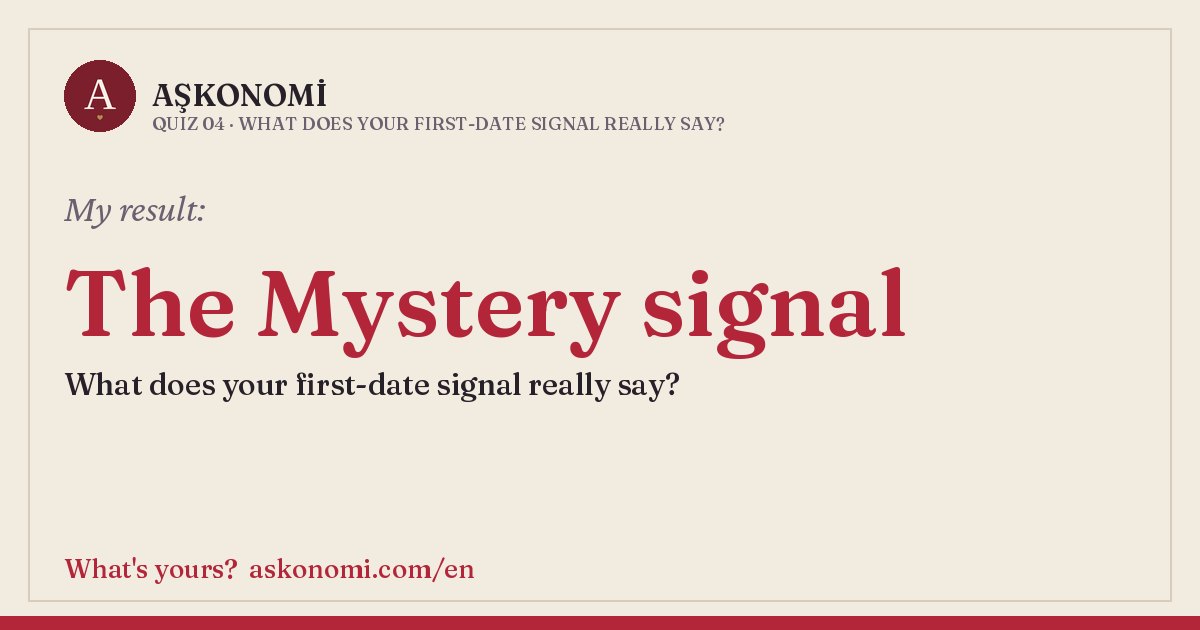 A
AŞKONOMİ
QUIZ 04 · WHAT DOES YOUR FIRST-DATE SIGNAL REALLY SAY?
My result:
The Mystery signal
What does your first-date signal really say?
What's yours? askonomi.com/en